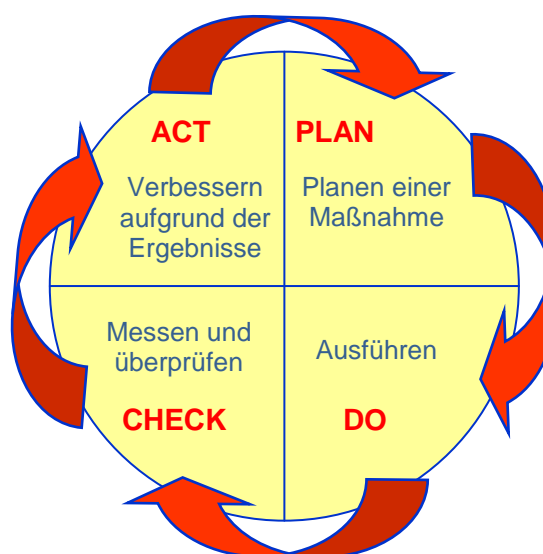 ACT
Verbessern
aufgrund der
Ergebnisse
PLAN
Planen einer
Maßnahme
Messen und
überprüfen
CHECK
Ausführen
DO